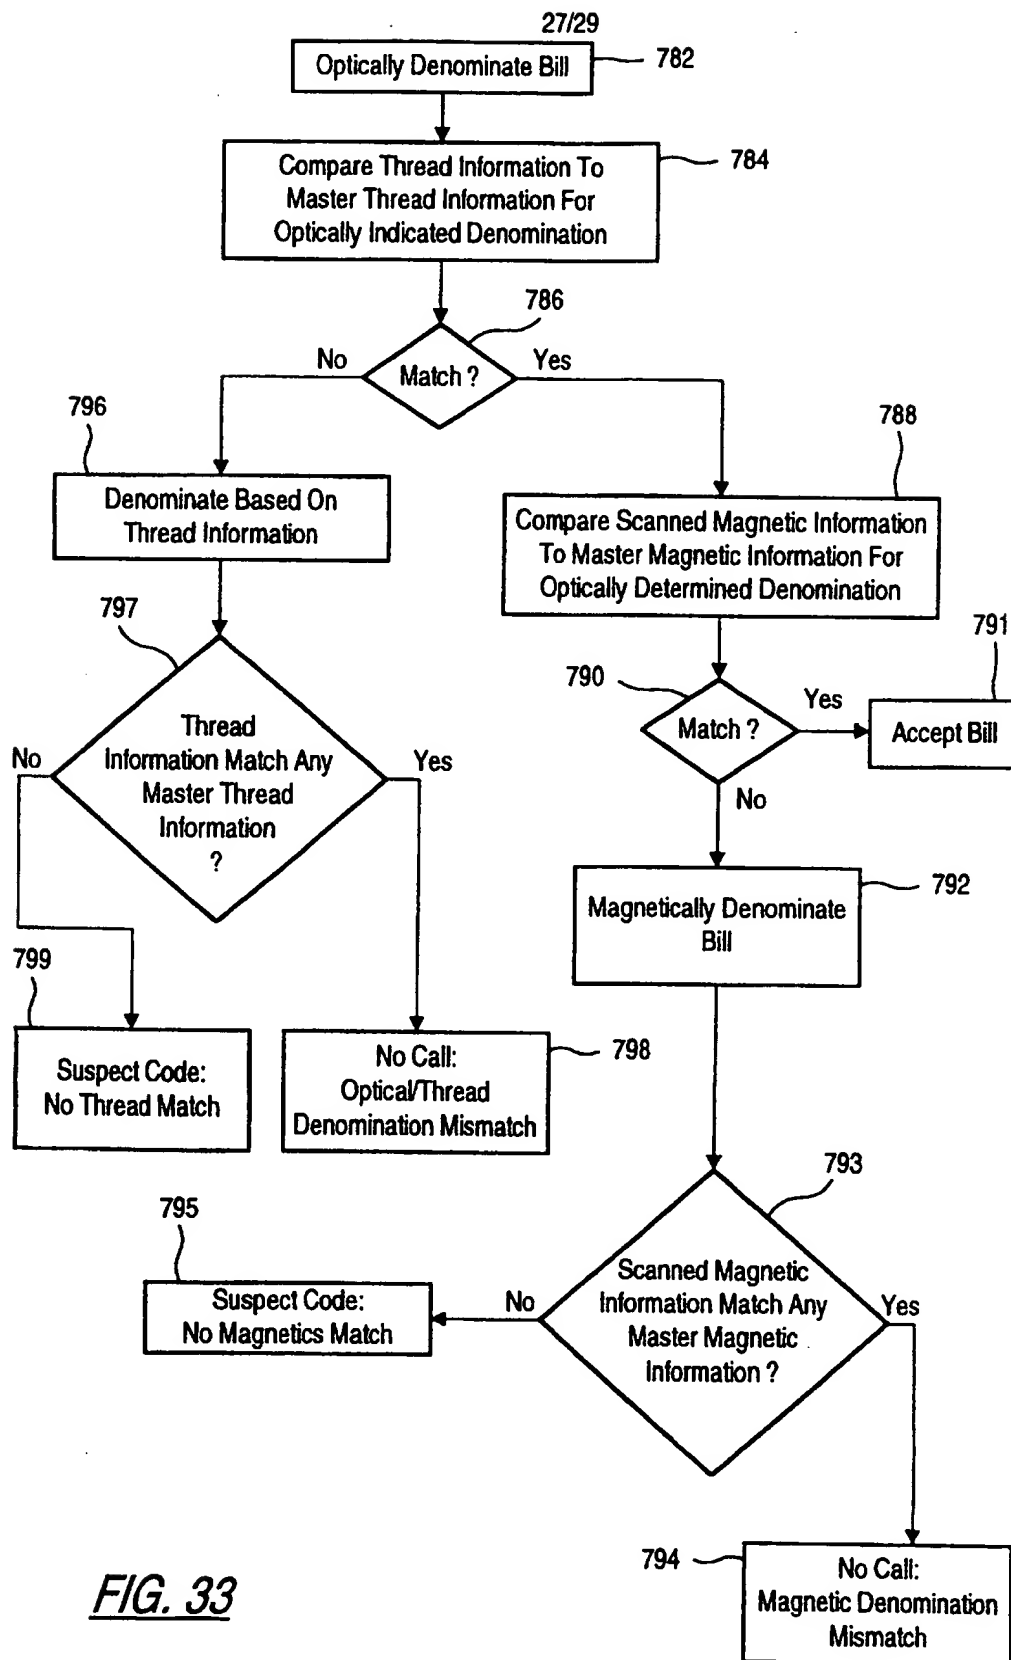 27/29
Optically Denominate Bill
782
Compare Thread Information To
Master Thread Information For
Optically Indicated Denomination
784
786
Match ?
No
Yes
796
Denominate Based On
Thread Information
788
Compare Scanned Magnetic Information
To Master Magnetic Information For
Optically Determined Denomination
797
Thread
Information Match Any
Master Thread
Information
?
No
Yes
790
Match ?
Yes
No
791
Accept Bill
792
Magnetically Denominate
Bill
799
Suspect Code:
No Thread Match
798
No Call:
Optical/Thread
Denomination Mismatch
793
Scanned Magnetic
Information Match Any
Master Magnetic
Information ?
No
Yes
795
Suspect Code:
No Magnetics Match
794
No Call:
Magnetic Denomination
Mismatch
FIG. 33